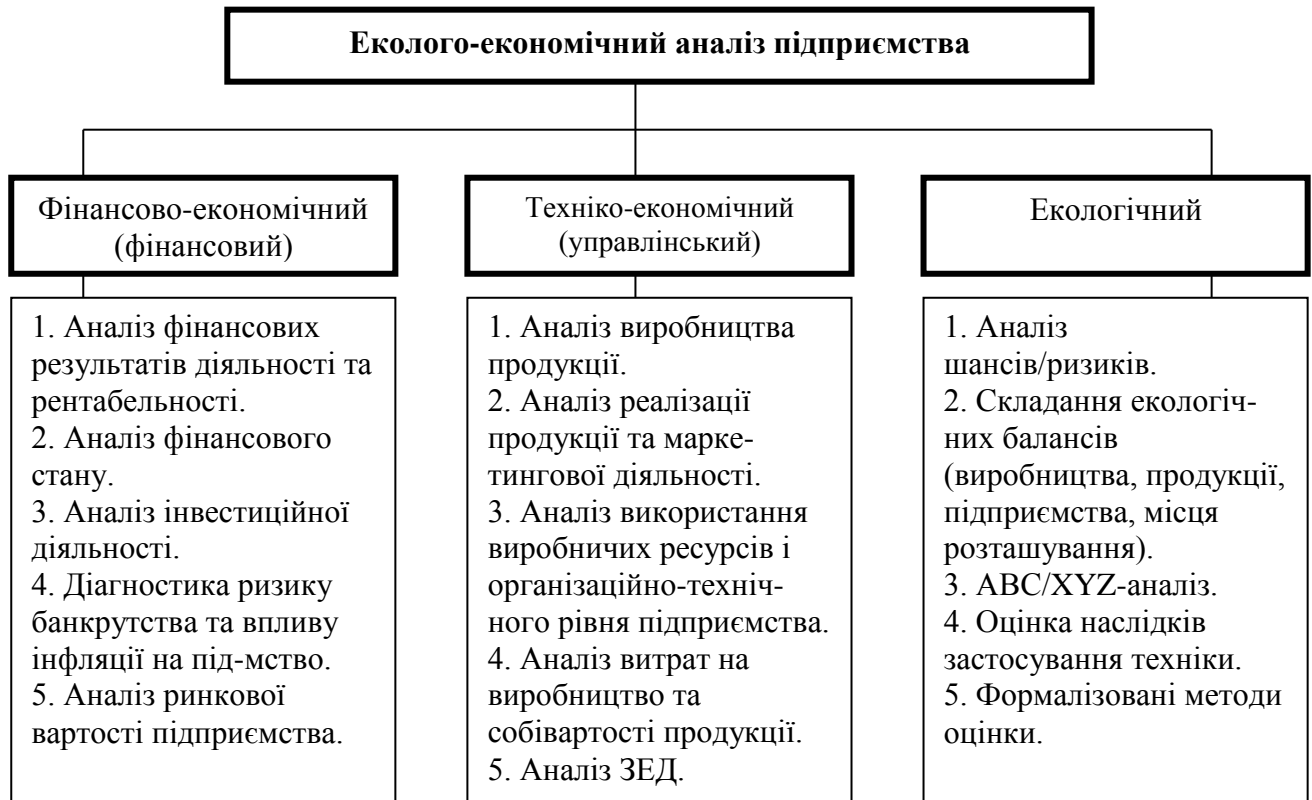 Еколого-економічний аналіз підприємства
Фінансово-економічний
(фінансовий)
1. Аналіз фінансових
результатів діяльності та
рентабельності.
2. Аналіз фінансового
стану.
3. Аналіз інвестиційної
діяльності.
4. Діагностика ризику
банкрутства та впливу
інфляції на під-мство.
5. Аналіз ринкової
вартості підприємства.
Техніко-економічний
(управлінський)
1. Аналіз виробництва
продукції.
2. Аналіз реалізації
продукції та марке-
тингової діяльності.
3. Аналіз використання
виробничих ресурсів і
організаційно-техніч-
ного рівня підприємства.
4. Аналіз витрат на
виробництво та
собівартості продукції.
5. Аналіз ЗЕД.
Екологічний
1. Аналіз
шансів/ризиків.
2. Складання екологіч-
них балансів
(виробництва, продукції,
підприємства, місця
розташування).
3. ABC/XYZ-аналіз.
4. Оцінка наслідків
застосування техніки.
5. Формалізовані методи
оцінки.